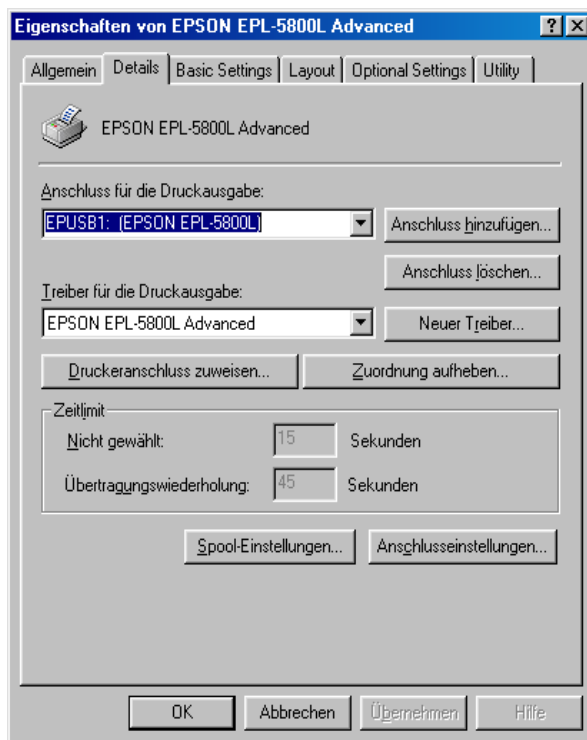 Eigenschaften von EPSON EPL-5800L Advanced
Allgemein Details Basic Settings Layout Optional Settings Utility
EPSON EPL-5800L Advanced
Anschluss für die Druckausgabe:
EPUSB1: (EPSON EPL-5800L) Anschluss hinzufügen...
Anschluss löschen...
Treiber für die Druckausgabe:
EPSON EPL-5800L Advanced Neuer Treiber...
Druckeranschluss zuweisen... Zuordnung aufheben...
Zeitlimit
Nicht gewählt: 15 Sekunden
Übertragungswiederholung: 45 Sekunden
Spool-Einstellungen... Anschlusseinstellungen...
OK Abbrechen Übernehmen Hilfe